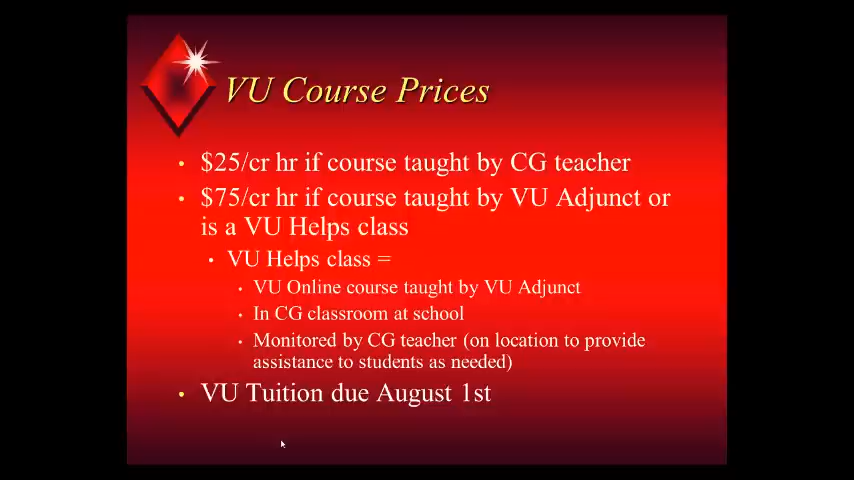 VU Course Prices
• $25/cr hr if course taught by CG teacher
• $75/cr hr if course taught by VU Adjunct or
is a VU Helps class
• VU Helps class =
• VU Online course taught by VU Adjunct
• In CG classroom at school
• Monitored by CG teacher (on location to provide
assistance to students as needed)
• VU Tuition due August 1st